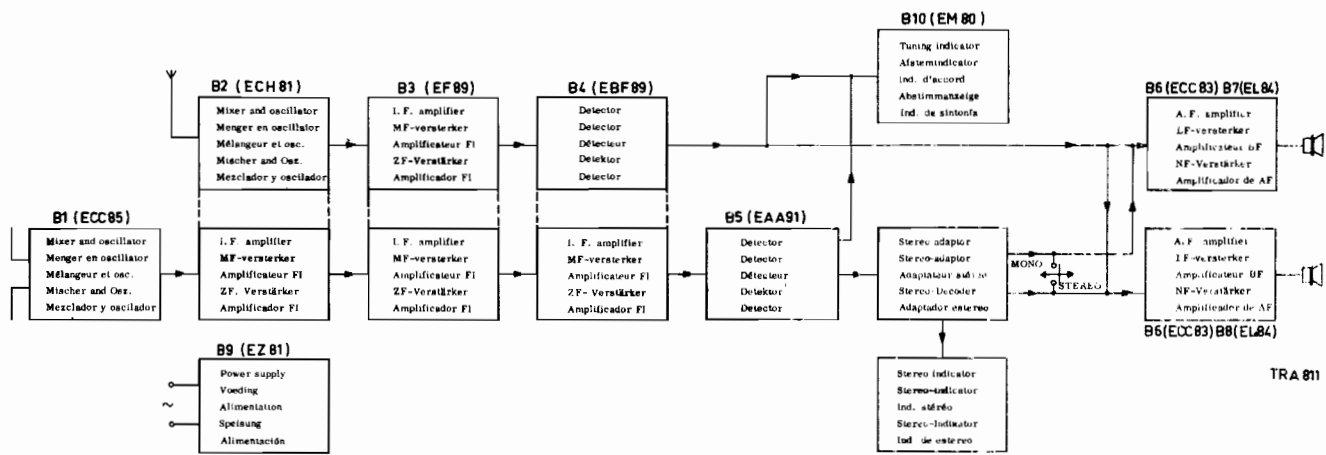 B10 (EM 80)
Tuning indicator
Afstemindicator
Ind. d'accord
Abstimmanzeige
Ind. de sintonía
B2 (ECH 81)
Mixer and oscillator
Menger en oscillator
Mélangeur et osc.
Mischer and Osz.
Mezclador y oscilador
B3 (EF89)
I. F. amplifier
MF-versterker
Amplificateur FI
ZF-Verstärker
Amplificador FI
B4 (EBF89)
Detector
Detector
Détecteur
Detektor
Detector
B6 (ECC83) B7(EL84)
A. F. amplifier
LF-versterker
Amplificateur BF
NF-Verstärker
Amplificador de AF
B1 (ECC85)
Mixer and oscillator
Menger en oscillator
Mélangeur et osc.
Mischer and Osz.
Mezclador y oscilador
I. F. amplifier
MF-versterker
Amplificateur FI
ZF. Verstärker
Amplificador FI
I. F. amplifier
MF-versterker
Amplificateur FI
ZF-Verstärker
Amplificador FI
I. F. amplifier
MF-versterker
Amplificateur FI
ZF-Verstärker
Amplificador FI
B5 (EAA91)
Detector
Detector
Détecteur
Detektor
Detector
Stereo adaptor
Stereo-adaptor
Adaptateur stéréo
Stereo-Decoder
Adaptador estereo
MONO
STEREO
A. F. amplifier
LF-versterker
Amplificateur BF
NF-Verstärker
Amplificador de AF
B6(ECC83) B8(EL84)
B9 (EZ 81)
Power supply
Voeding
Alimentation
Speisung
Alimentación
~
Stereo indicator
Stereo-indicator
Ind. stéréo
Stereo-Indikator
Ind. de estereo
TRA 811